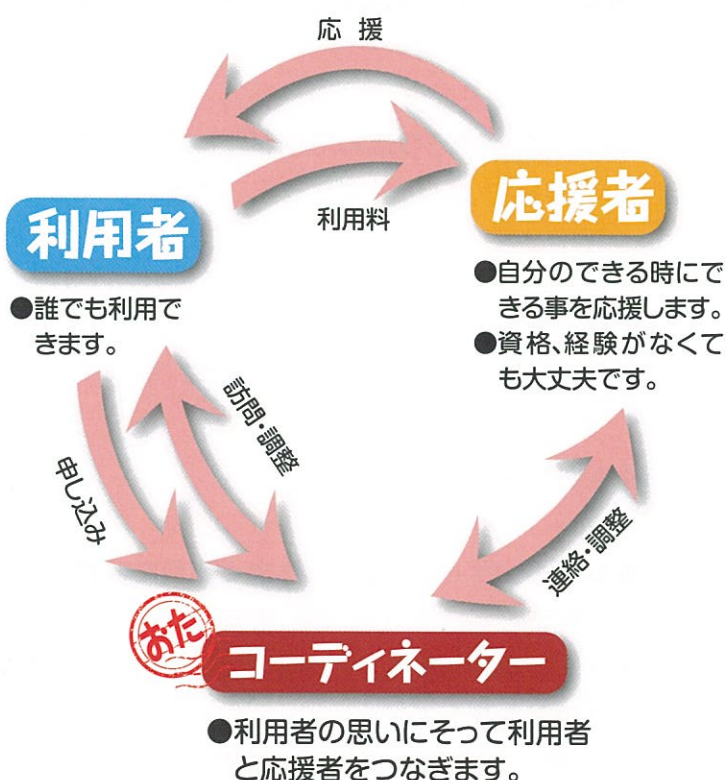 応 援
利用料
利用者
応援者
●誰でも利用で
きます。
●自分のできる時にで
きる事を応援します。
●資格、経験がなくて
も大丈夫です。
申し込み
訪問・調整
連絡・調整
おた
コーディネーター
●利用者の思いにそって利用者
と応援者をつなぎます。